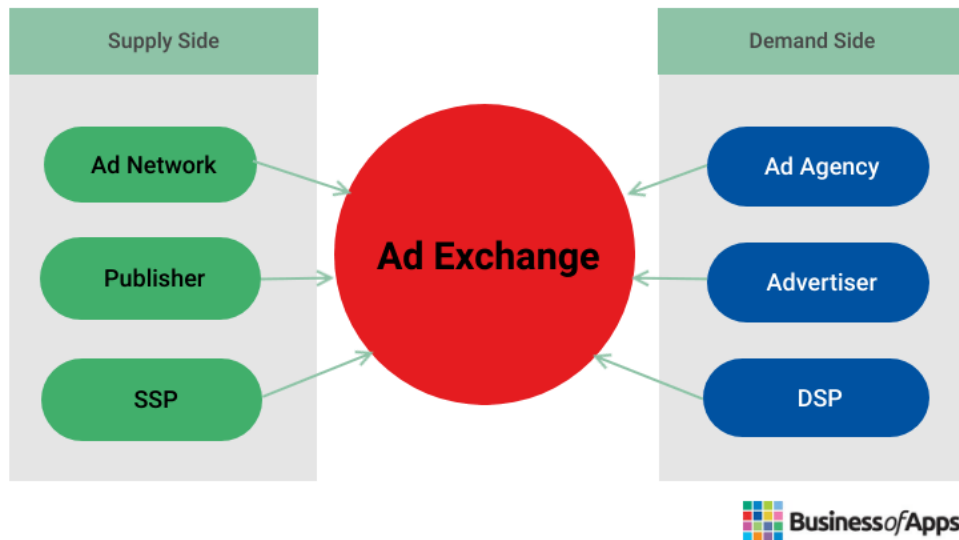 Supply Side
Demand Side
Ad Network
Ad Agency
Ad Exchange
Publisher
Advertiser
SSP
DSP
BusinessofApps